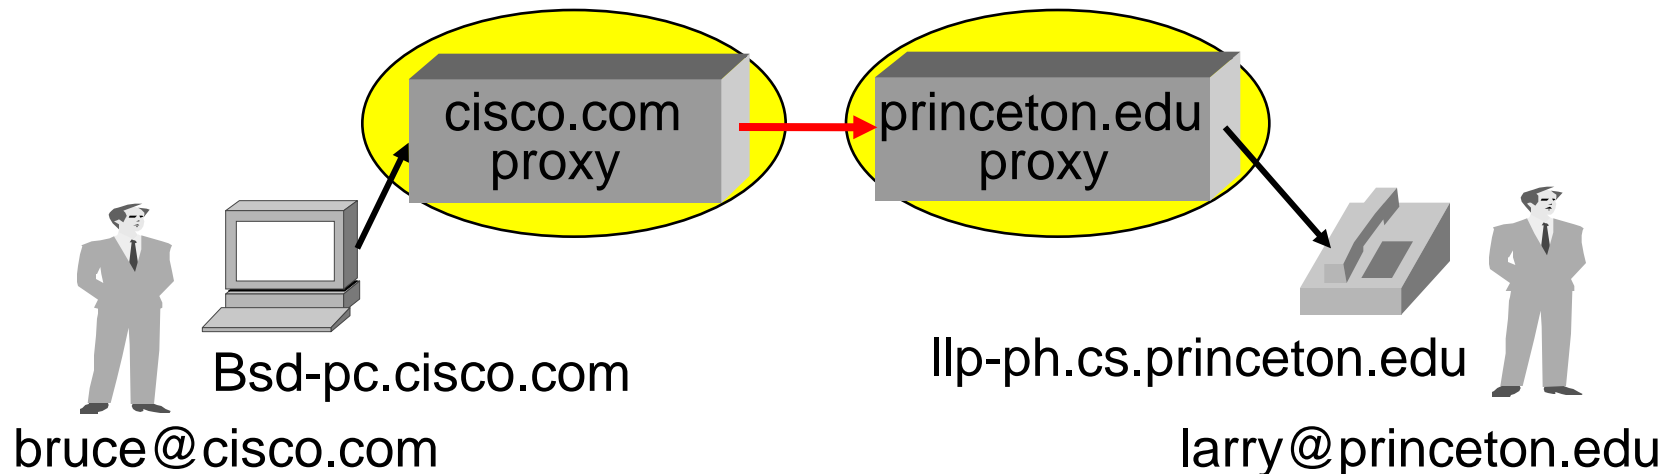 cisco.com
proxy
princeton.edu
proxy
Bsd-pc.cisco.com
llp-ph.cs.princeton.edu
bruce@cisco.com
larry@princeton.edu